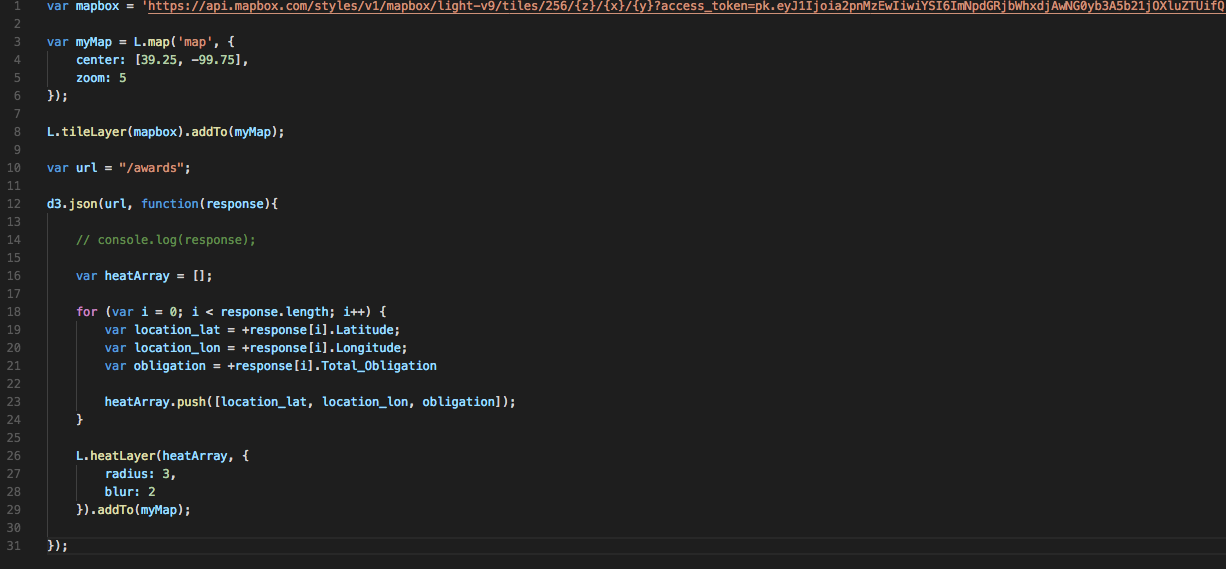 1 var mapbox = 'https://api.mapbox.com/styles/v1/mapbox/light-v9/tiles/256/{z}/{x}/{y}?access_token=
2
3 var myMap = L.map('map', {
4 center: [39.25, -99.75],
5 zoom: 5
6 });
7
8 L.tileLayer(mapbox).addTo(myMap);
9
10 var url = "/awards";
11
12 d3.json(url, function(response){
13
14 // console.log(response);
15
16 var heatArray = [];
17
18 for (var i = 0; i < response.length; i++) {
19 var location_lat = +response[i].Latitude;
20 var location_lon = +response[i].Longitude;
21 var obligation = +response[i].Total_Obligation
22
23 heatArray.push([location_lat, location_lon, obligation]);
24 }
25
26 L.heatLayer(heatArray, {
27 radius: 3,
28 blur: 2
29 }).addTo(myMap);
30
31 });